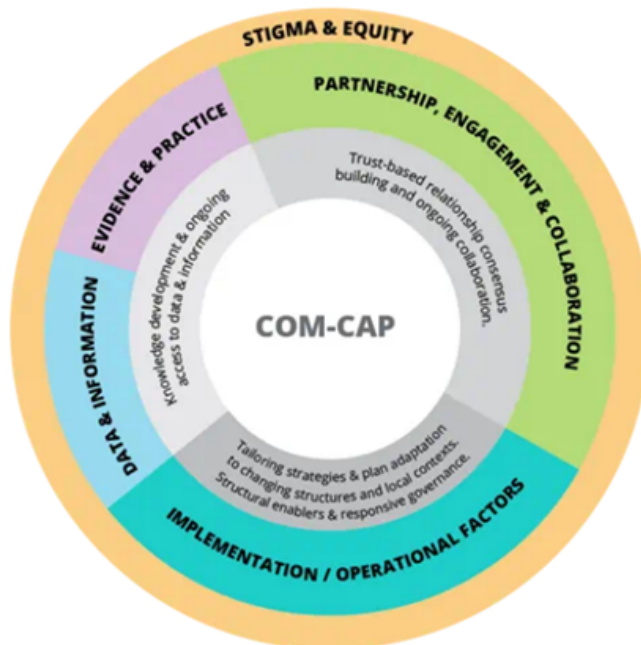 STIGMA & EQUITY
PARTNERSHIP, ENGAGEMENT & COLLABORATION
EVIDENCE & PRACTICE
DATA & INFORMATION
IMPLEMENTATION / OPERATIONAL FACTORS
Trust-based relationship consensus
building and ongoing collaboration.
Knowledge development & ongoing
access to data & information
Tailoring strategies & plan adaptation
to changing structures and local contexts.
Structural enablers & responsive governance.
COM-CAP